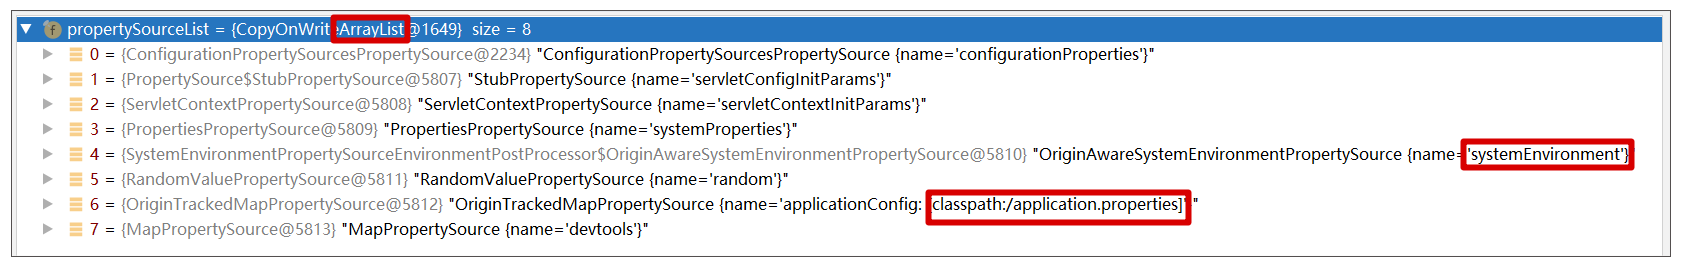 propertySourceList = {CopyOnWriteArrayList@1649} size = 8
0 = {ConfigurationPropertySourcesPropertySource@2234} "ConfigurationPropertySourcesPropertySource {name='configurationProperties'}"
1 = {PropertySource$StubPropertySource@5807} "StubPropertySource {name='servletConfigInitParams'}"
2 = {ServletContextPropertySource@5808} "ServletContextPropertySource {name='servletContextInitParams'}"
3 = {PropertiesPropertySource@5809} "PropertiesPropertySource {name='systemProperties'}"
4 = {SystemEnvironmentPropertySourceEnvironmentPostProcessor$OriginAwareSystemEnvironmentPropertySource@5810} "OriginAwareSystemEnvironmentPropertySource {name='systemEnvironment'}
5 = {RandomValuePropertySource@5811} "RandomValuePropertySource {name='random'}"
6 = {OriginTrackedMapPropertySource@5812} "OriginTrackedMapPropertySource {name='applicationConfig: [classpath:/application.properties]'}"
7 = {MapPropertySource@5813} "MapPropertySource {name='devtools'}"